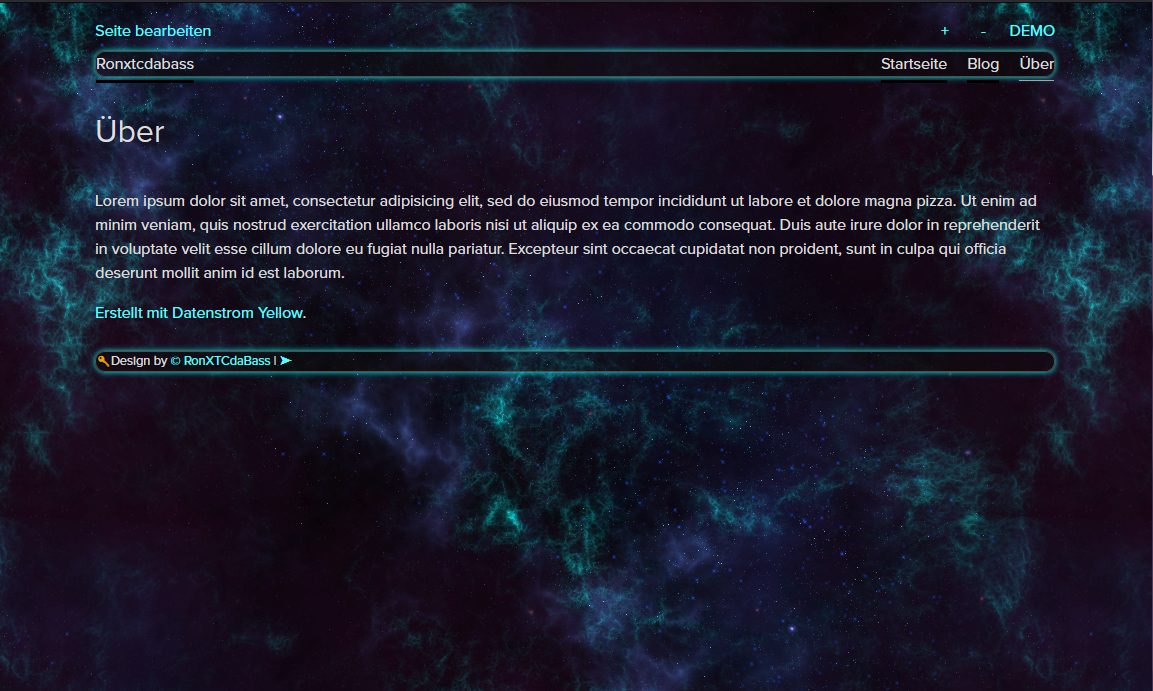 Seite bearbeiten + - DEMO
Ronxtcdabass Startseite Blog Über
Über
Lorem ipsum dolor sit amet, consectetur adipisicing elit, sed do eiusmod tempor incididunt ut labore et dolore magna pizza. Ut enim ad
minim veniam, quis nostrud exercitation ullamco laboris nisi ut aliquip ex ea commodo consequat. Duis aute irure dolor in reprehenderit
in voluptate velit esse cillum dolore eu fugiat nulla pariatur. Excepteur sint occaecat cupidatat non proident, sunt in culpa qui officia
deserunt mollit anim id est laborum.
Erstellt mit Datenstrom Yellow.
Design by © RonXTCdaBass | ➤